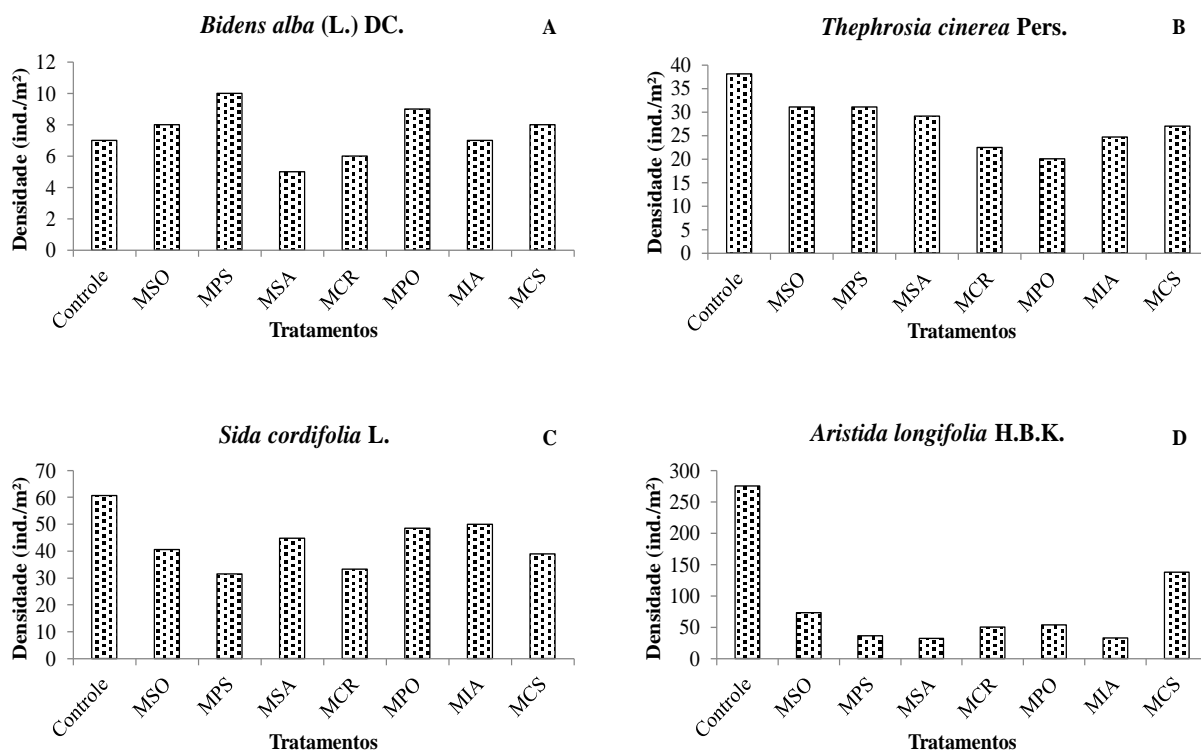 Bidens alba (L.) DC.
A
Densidade (ind./m²)
12
10
8
6
4
2
0
Controle
MSO
MPS
MSA
MCR
MPO
MIA
MCS
Tratamentos
Thephrosia cinerea Pers.
B
Densidade (ind./m²)
40
35
30
25
20
15
10
5
0
Controle
MSO
MPS
MSA
MCR
MPO
MIA
MCS
Tratamentos
Sida cordifolia L.
C
Densidade (ind./m²)
70
60
50
40
30
20
10
0
Controle
MSO
MPS
MSA
MCR
MPO
MIA
MCS
Tratamentos
Aristida longifolia H.B.K.
D
Densidade (ind./m²)
300
250
200
150
100
50
0
Controle
MSO
MPS
MSA
MCR
MPO
MIA
MCS
Tratamentos